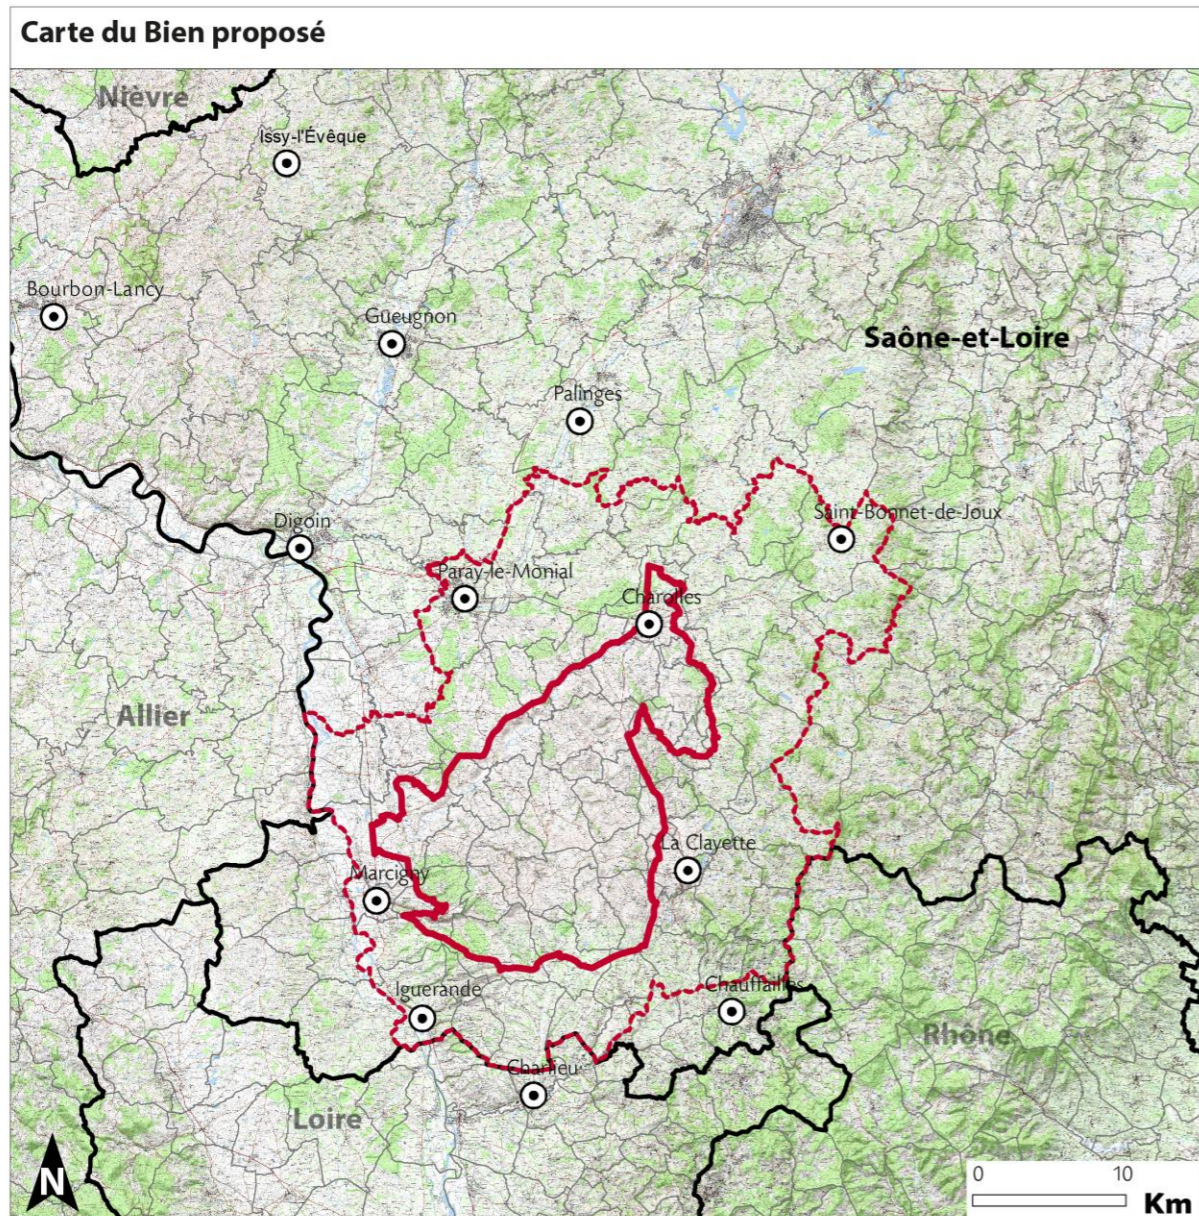 Carte du Bien proposé
Nièvre
Issy-l'Évêque
Bourbon-Lancy
Gueugnon
Saône-et-Loire
Palinges
Saint-Bonnet-de-Joux
Digoin
Paray-le-Monial
Charolles
Allier
La Clayette
Marcigny
Iguerande
Chauffailles
Rhône
Charlieu
Loire
N
0 10
Km